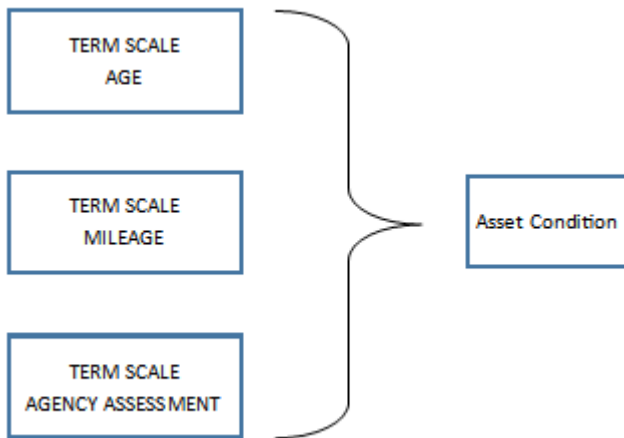 TERM SCALE
AGE
TERM SCALE
MILEAGE
Asset Condition
TERM SCALE
AGENCY ASSESSMENT